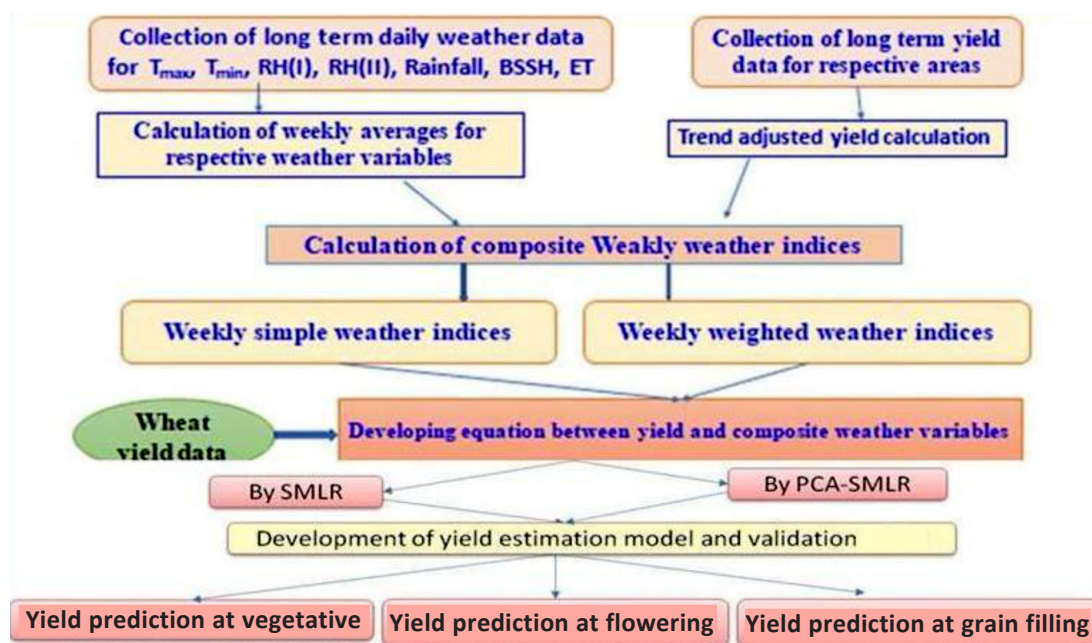 Collection of long term daily weather data
for Tmax, Tmin, RH(I), RH(II), Rainfall, BSSH, ET
Collection of long term yield
data for respective areas
Calculation of weekly averages for
respective weather variables
Trend adjusted yield calculation
Calculation of composite Weakly weather indices
Weekly simple weather indices
Weekly weighted weather indices
Wheat
yield data
Developing equation between yield and composite weather variables
By SMLR
By PCA-SMLR
Development of yield estimation model and validation
Yield prediction at vegetative
Yield prediction at flowering
Yield prediction at grain filling